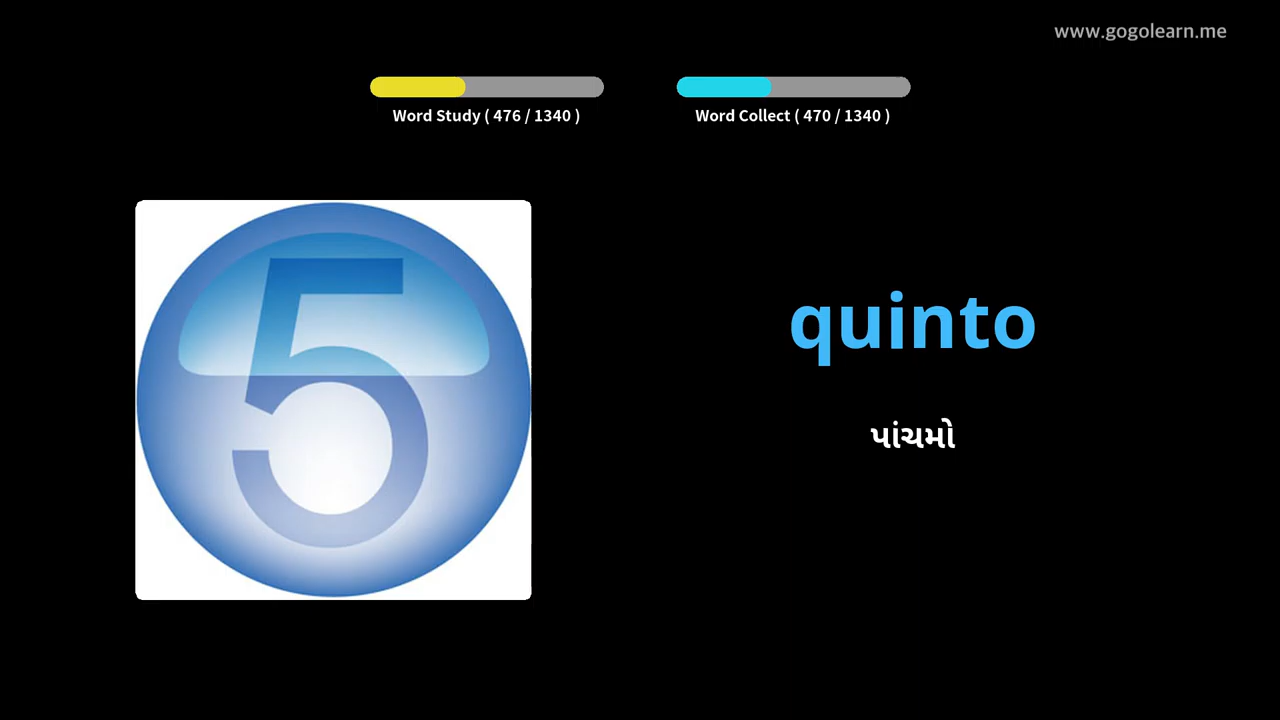 www.gogolearn.me
Word Study ( 476 / 1340 )
Word Collect ( 470 / 1340 )
5
quinto
પાંચમો